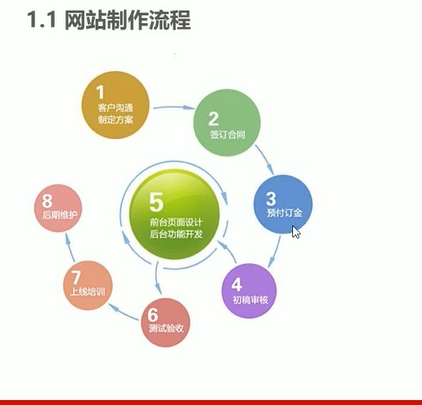 1.1 网站制作流程
1
客户沟通
制定方案
2
签订合同
3
预付订金
4
初稿审核
5
前台页面设计
后台功能开发
6
测试验收
7
上线培训
8
后期维护